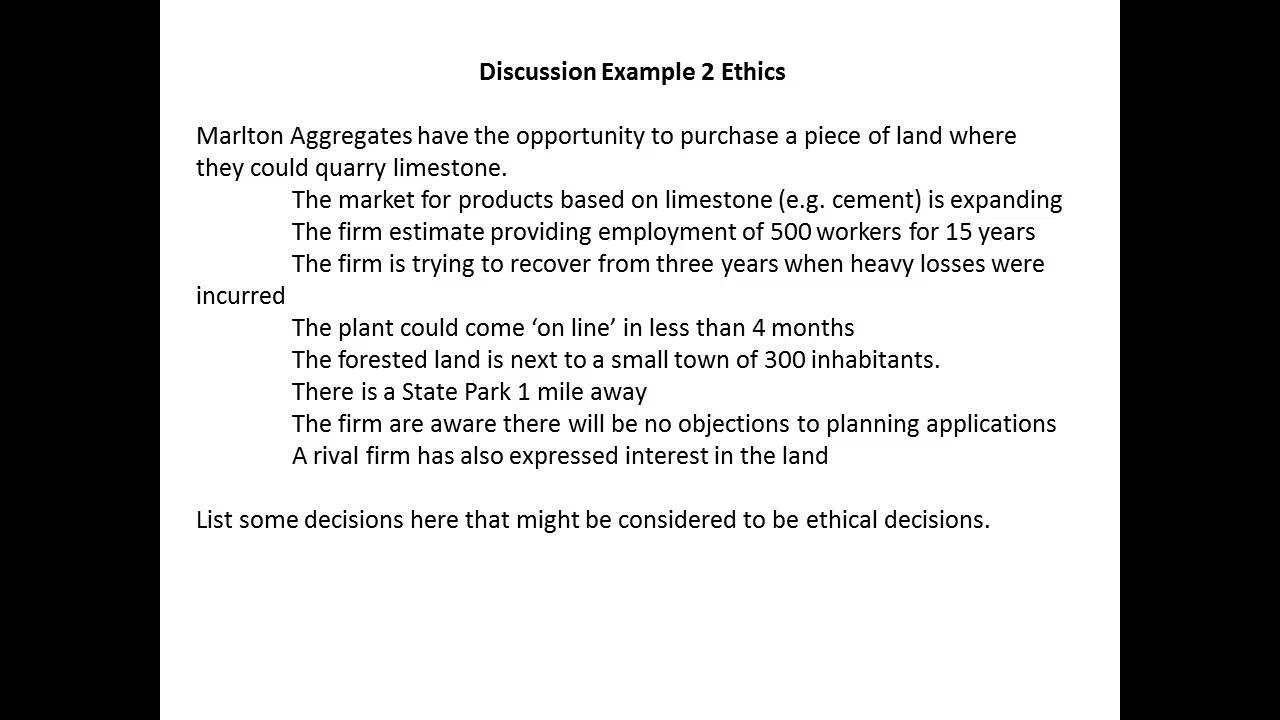 Discussion Example 2 Ethics
Marlton Aggregates have the opportunity to purchase a piece of land where
they could quarry limestone.
The market for products based on limestone (e.g. cement) is expanding
The firm estimate providing employment of 500 workers for 15 years
The firm is trying to recover from three years when heavy losses were
incurred
The plant could come ‘on line’ in less than 4 months
The forested land is next to a small town of 300 inhabitants.
There is a State Park 1 mile away
The firm are aware there will be no objections to planning applications
A rival firm has also expressed interest in the land
List some decisions here that might be considered to be ethical decisions.